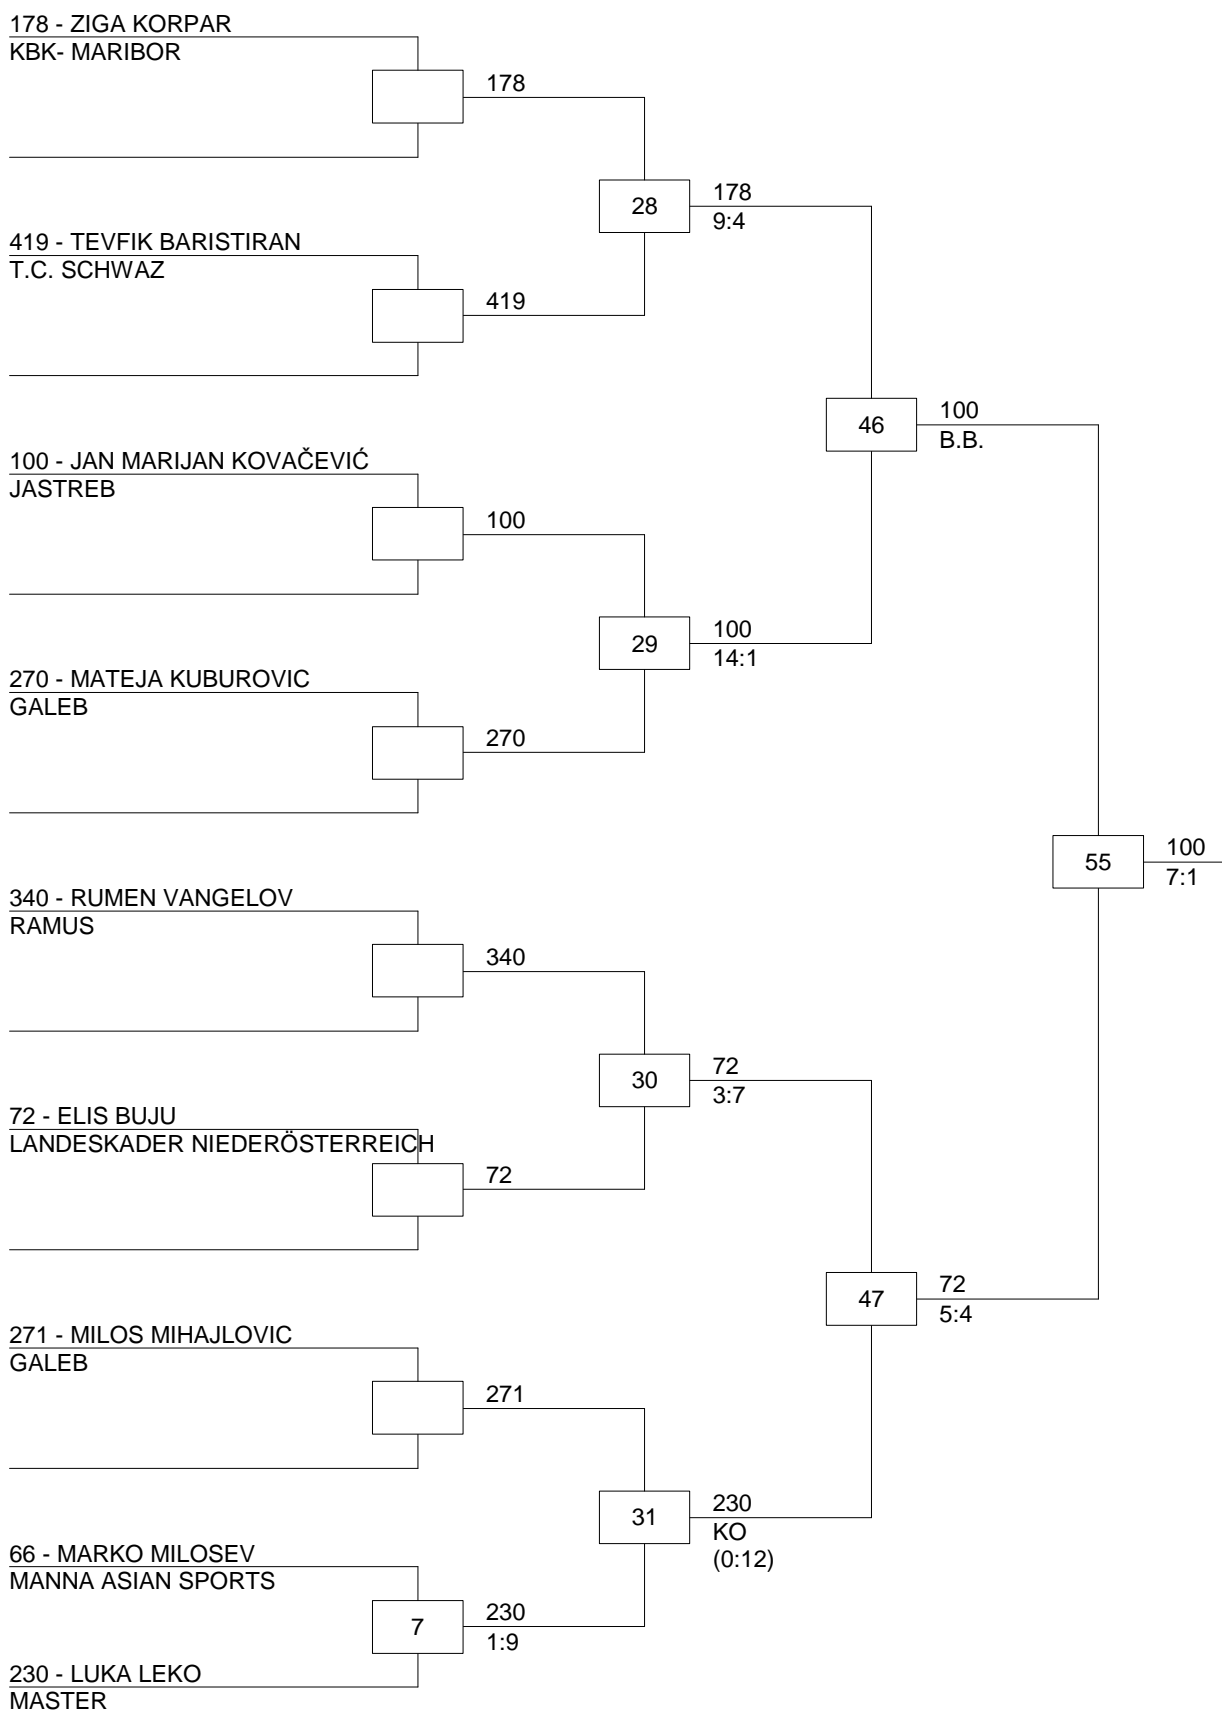 178 - ZIGA KORPAR
KBK- MARIBOR
178
28
178
9:4
419 - TEVFIK BARISTIRAN
T.C. SCHWAZ
419
46
100
B.B.
100 - JAN MARIJAN KOVAČEVIĆ
JASTREB
100
29
100
14:1
270 - MATEJA KUBUROVIC
GALEB
270
55
100
7:1
340 - RUMEN VANGELOV
RAMUS
340
30
72
3:7
72 - ELIS BUJU
LANDESKADER NIEDERÖSTERREICH
72
47
72
5:4
271 - MILOS MIHAJLOVIC
GALEB
271
31
230
KO
(0:12)
66 - MARKO MILOSEV
MANNA ASIAN SPORTS
7
230
1:9
230 - LUKA LEKO
MASTER